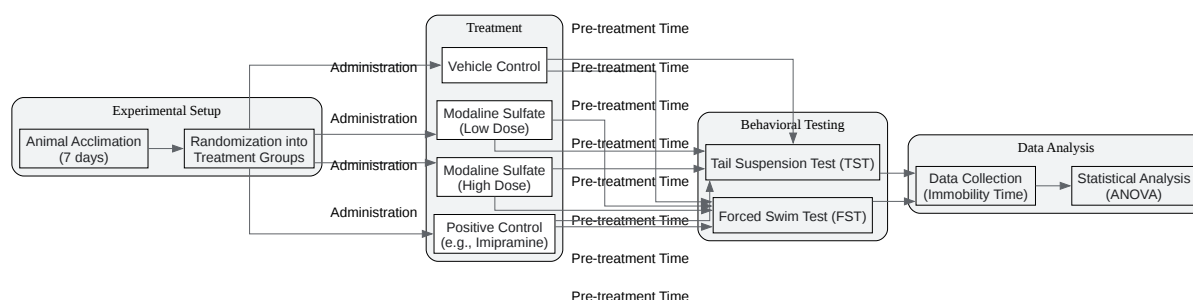 Experimental Setup
Animal Acclimation
(7 days)
Randomization into
Treatment Groups
Administration
Administration
Administration
Administration
Treatment
Vehicle Control
Modaline Sulfate
(Low Dose)
Modaline Sulfate
(High Dose)
Positive Control
(e.g., Imipramine)
Pre-treatment Time
Pre-treatment Time
Pre-treatment Time
Pre-treatment Time
Pre-treatment Time
Pre-treatment Time
Pre-treatment Time
Pre-treatment Time
Behavioral Testing
Tail Suspension Test (TST)
Forced Swim Test (FST)
Data Analysis
Data Collection
(Immobility Time)
Statistical Analysis
(ANOVA)